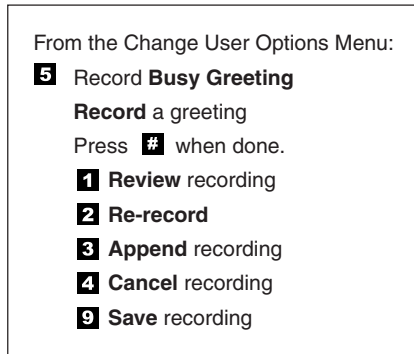 From the Change User Options Menu:
5 Record Busy Greeting
Record a greeting
Press # when done.
1 Review recording
2 Re-record
3 Append recording
4 Cancel recording
9 Save recording